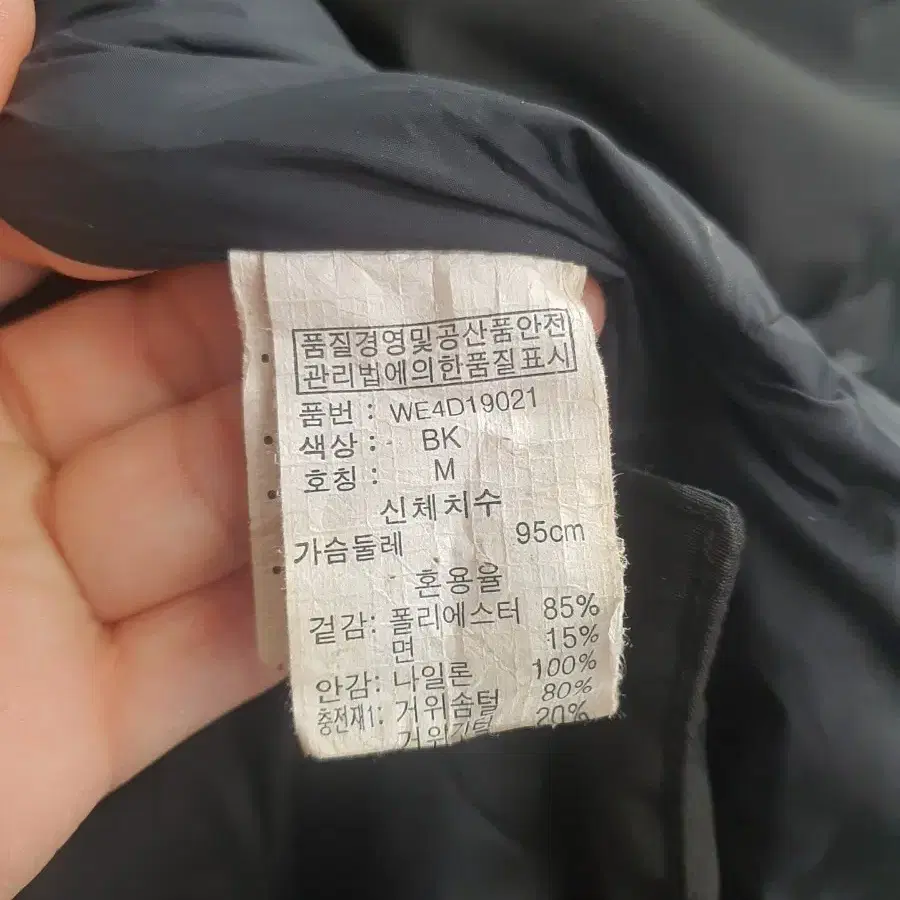 품질경영및공산품안전
관리법에의한품질표시
품번 : WE4D19021
색상 : BK
호칭 : M
신체치수
가슴둘레 95cm
혼용율
겉감: 폴리에스터 85%
면 15%
안감: 나일론 100%
충전재1: 거위솜털 80%
거위깃털 20%